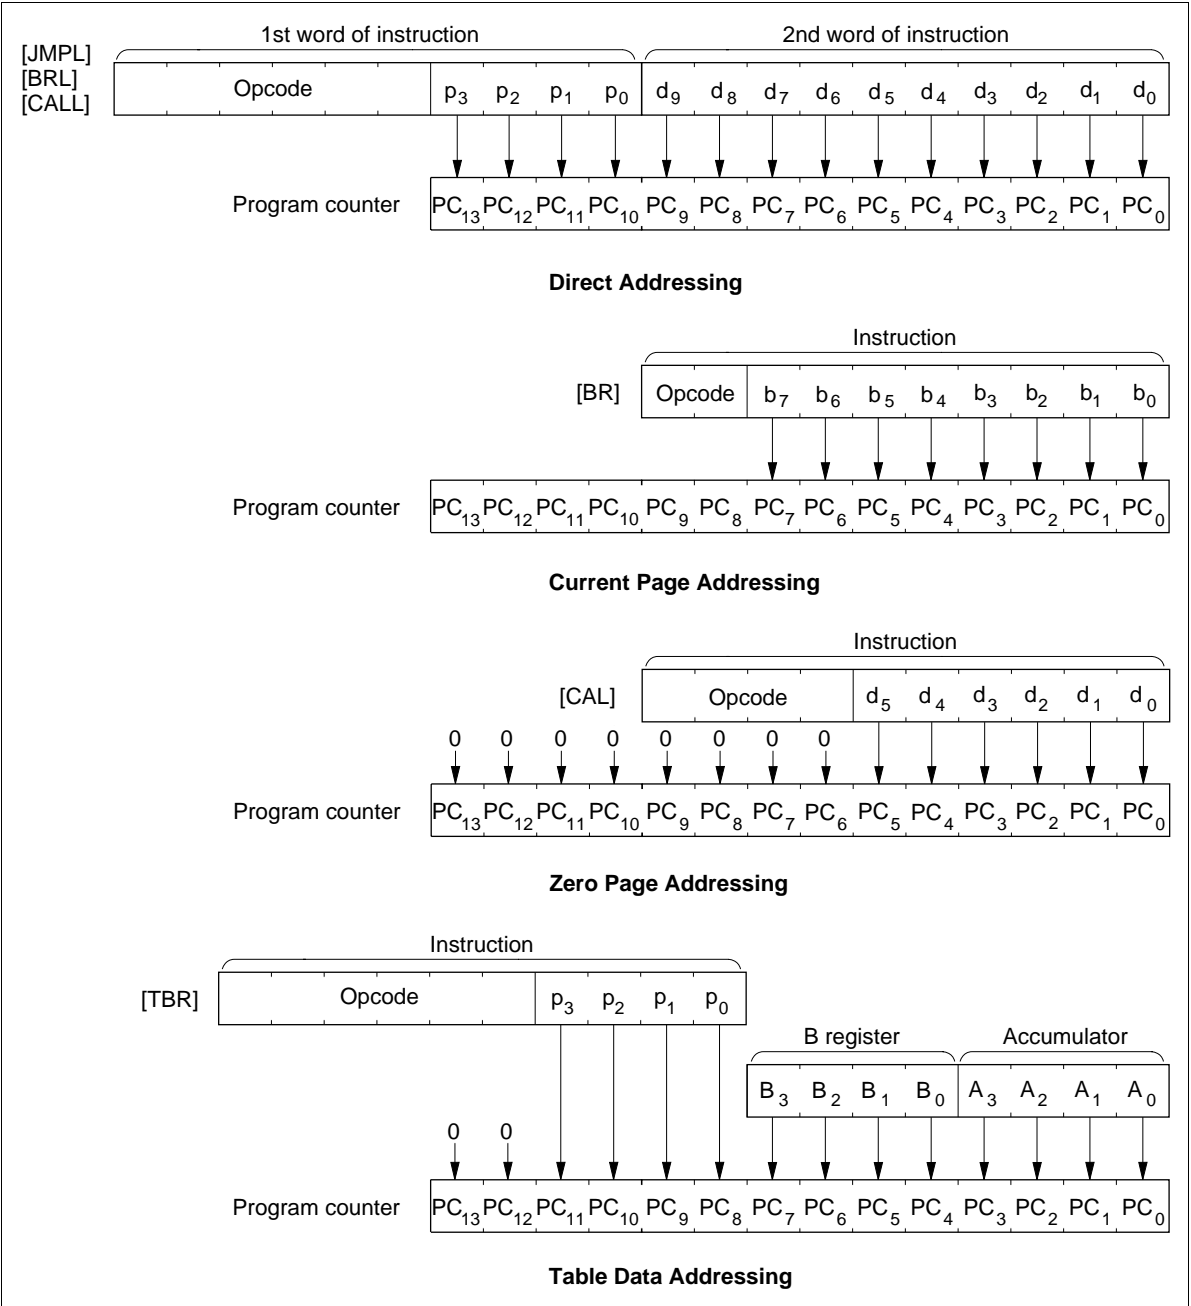 1st word of instruction 2nd word of instruction
[JMPL]
[BRL]
[CALL]
Opcode p3 p2 p1 p0 d9 d8 d7 d6 d5 d4 d3 d2 d1 d0
Program counter PC13 PC12 PC11 PC10 PC9 PC8 PC7 PC6 PC5 PC4 PC3 PC2 PC1 PC0
Direct Addressing
Instruction
[BR] Opcode b7 b6 b5 b4 b3 b2 b1 b0
Program counter PC13 PC12 PC11 PC10 PC9 PC8 PC7 PC6 PC5 PC4 PC3 PC2 PC1 PC0
Current Page Addressing
Instruction
[CAL] Opcode d5 d4 d3 d2 d1 d0
0 0 0 0 0 0 0 0
Program counter PC13 PC12 PC11 PC10 PC9 PC8 PC7 PC6 PC5 PC4 PC3 PC2 PC1 PC0
Zero Page Addressing
Instruction
[TBR] Opcode p3 p2 p1 p0
B register Accumulator
B3 B2 B1 B0 A3 A2 A1 A0
0 0
Program counter PC13 PC12 PC11 PC10 PC9 PC8 PC7 PC6 PC5 PC4 PC3 PC2 PC1 PC0
Table Data Addressing